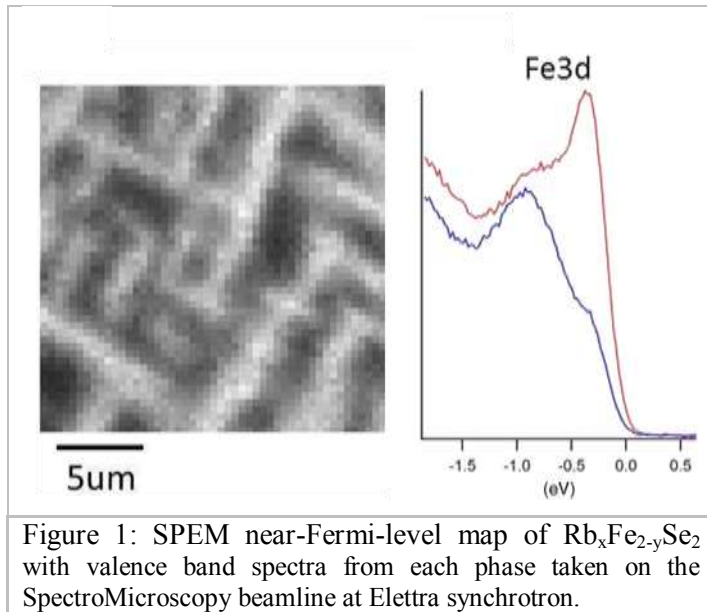 Fe3d
5um
-1.5 -1.0 -0.5 0.0 0.5
(eV)
Figure 1: SPEM near-Fermi-level map of RbₓFe₂₋ᵧSe₂
with valence band spectra from each phase taken on the
SpectroMicroscopy beamline at Elettra synchrotron.